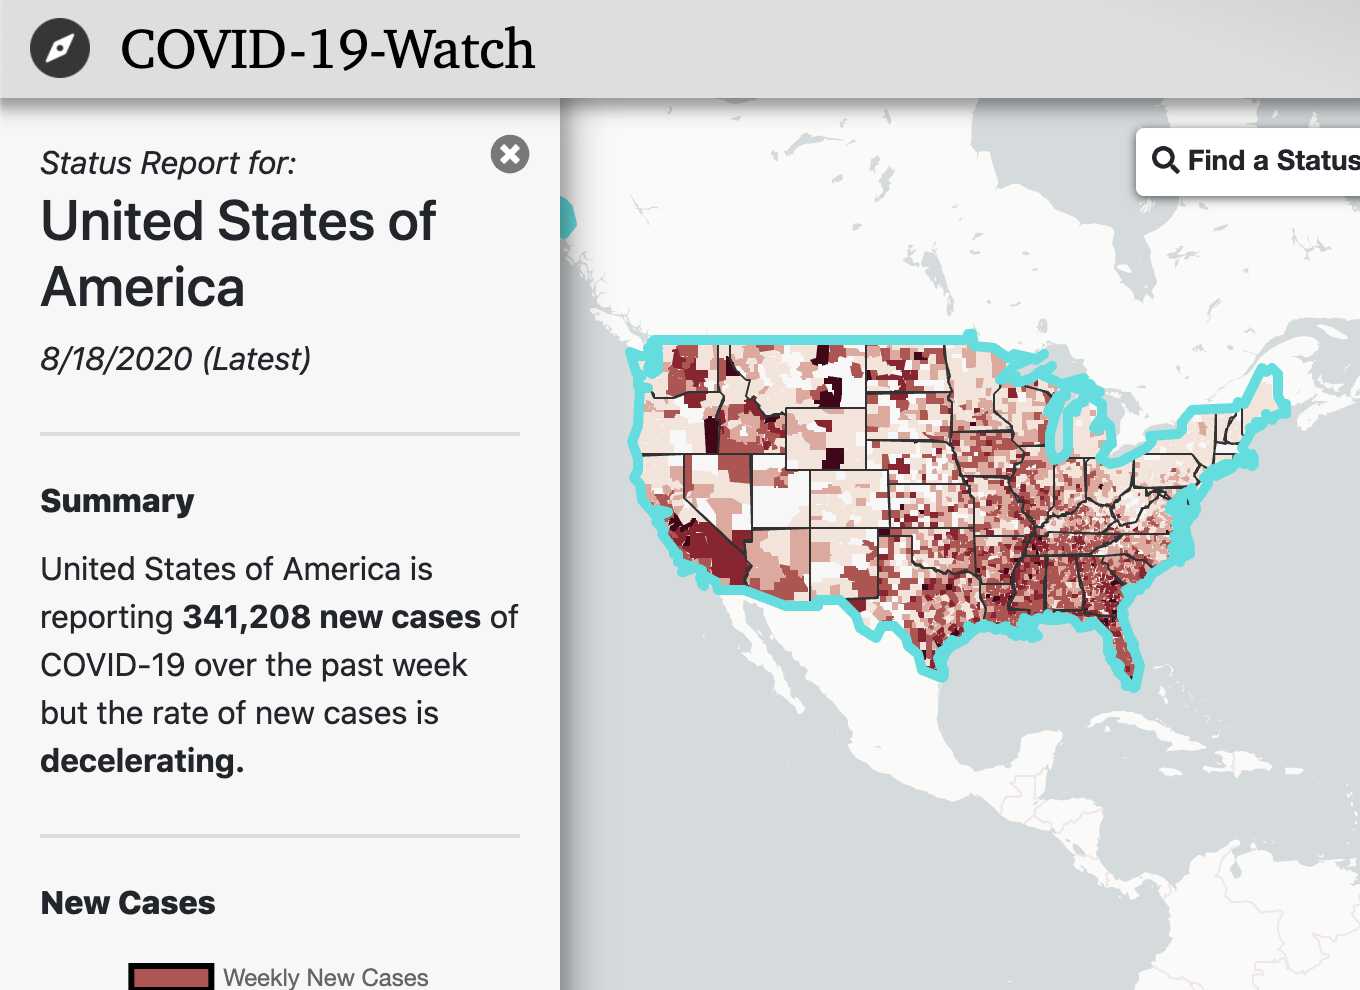 COVID-19-Watch
Status Report for:
United States of
America
8/18/2020 (Latest)
Summary
United States of America is
reporting 341,208 new cases of
COVID-19 over the past week
but the rate of new cases is
decelerating.
New Cases
Weekly New Cases
Find a Status